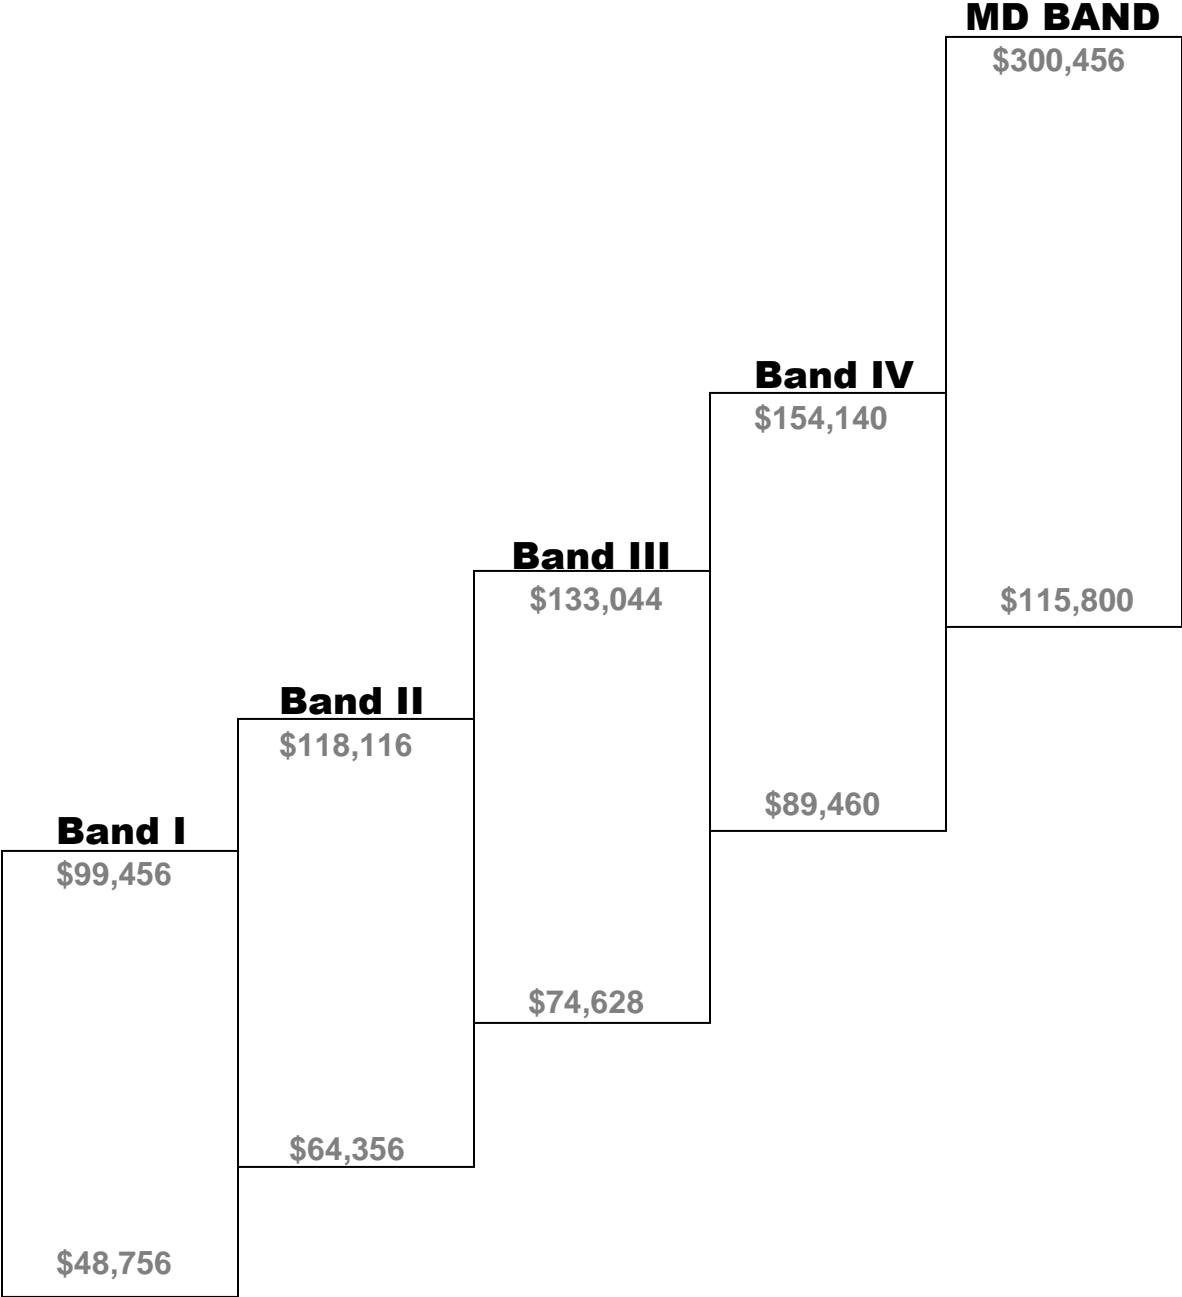 MD BAND
$300,456
Band IV
$154,140
Band III
$133,044
$115,800
Band II
$118,116
$89,460
Band I
$99,456
$74,628
$64,356
$48,756